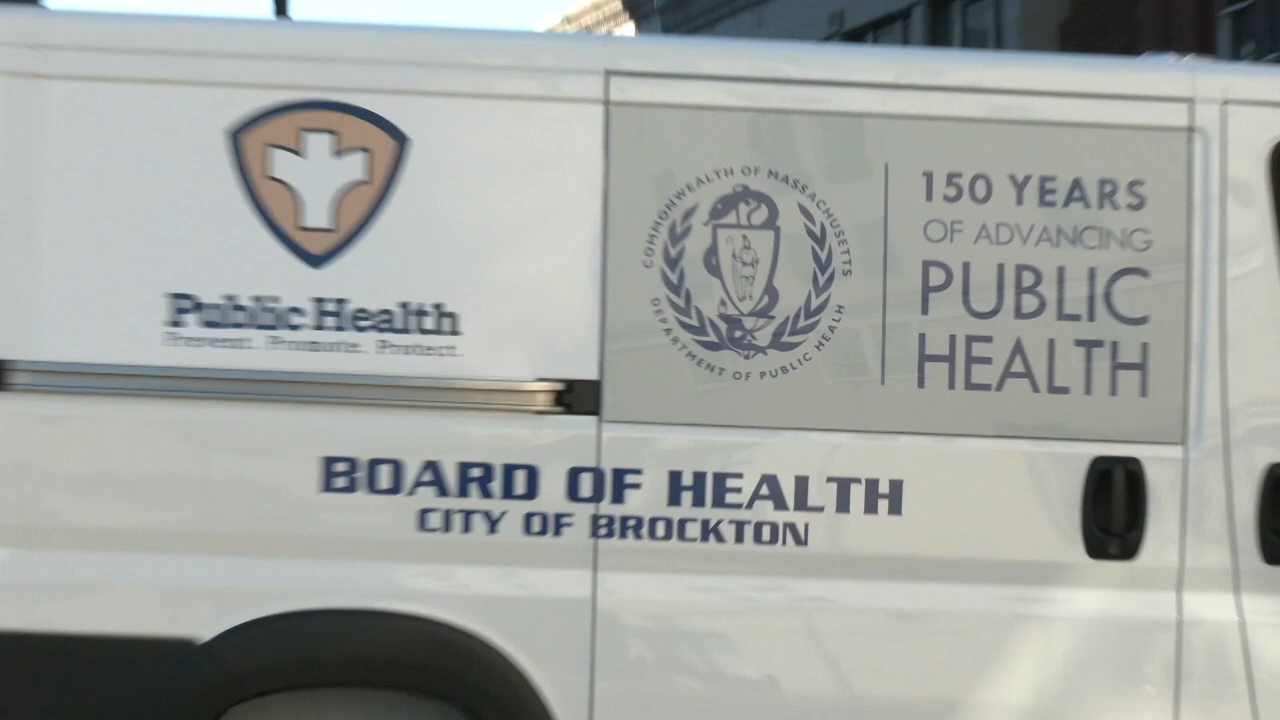 Public Health
Prevent. Promote. Protect.
COMMONWEALTH OF MASSACHUSETTS
DEPARTMENT OF PUBLIC HEALH
150 YEARS
OF ADVANCING
PUBLIC
HEALTH
BOARD OF HEALTH
CITY OF BROCKTON